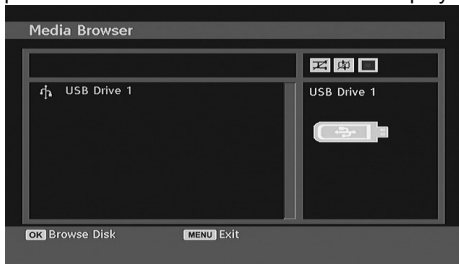 Media Browser
USB Drive 1
USB Drive 1
OK Browse Disk MENU Exit